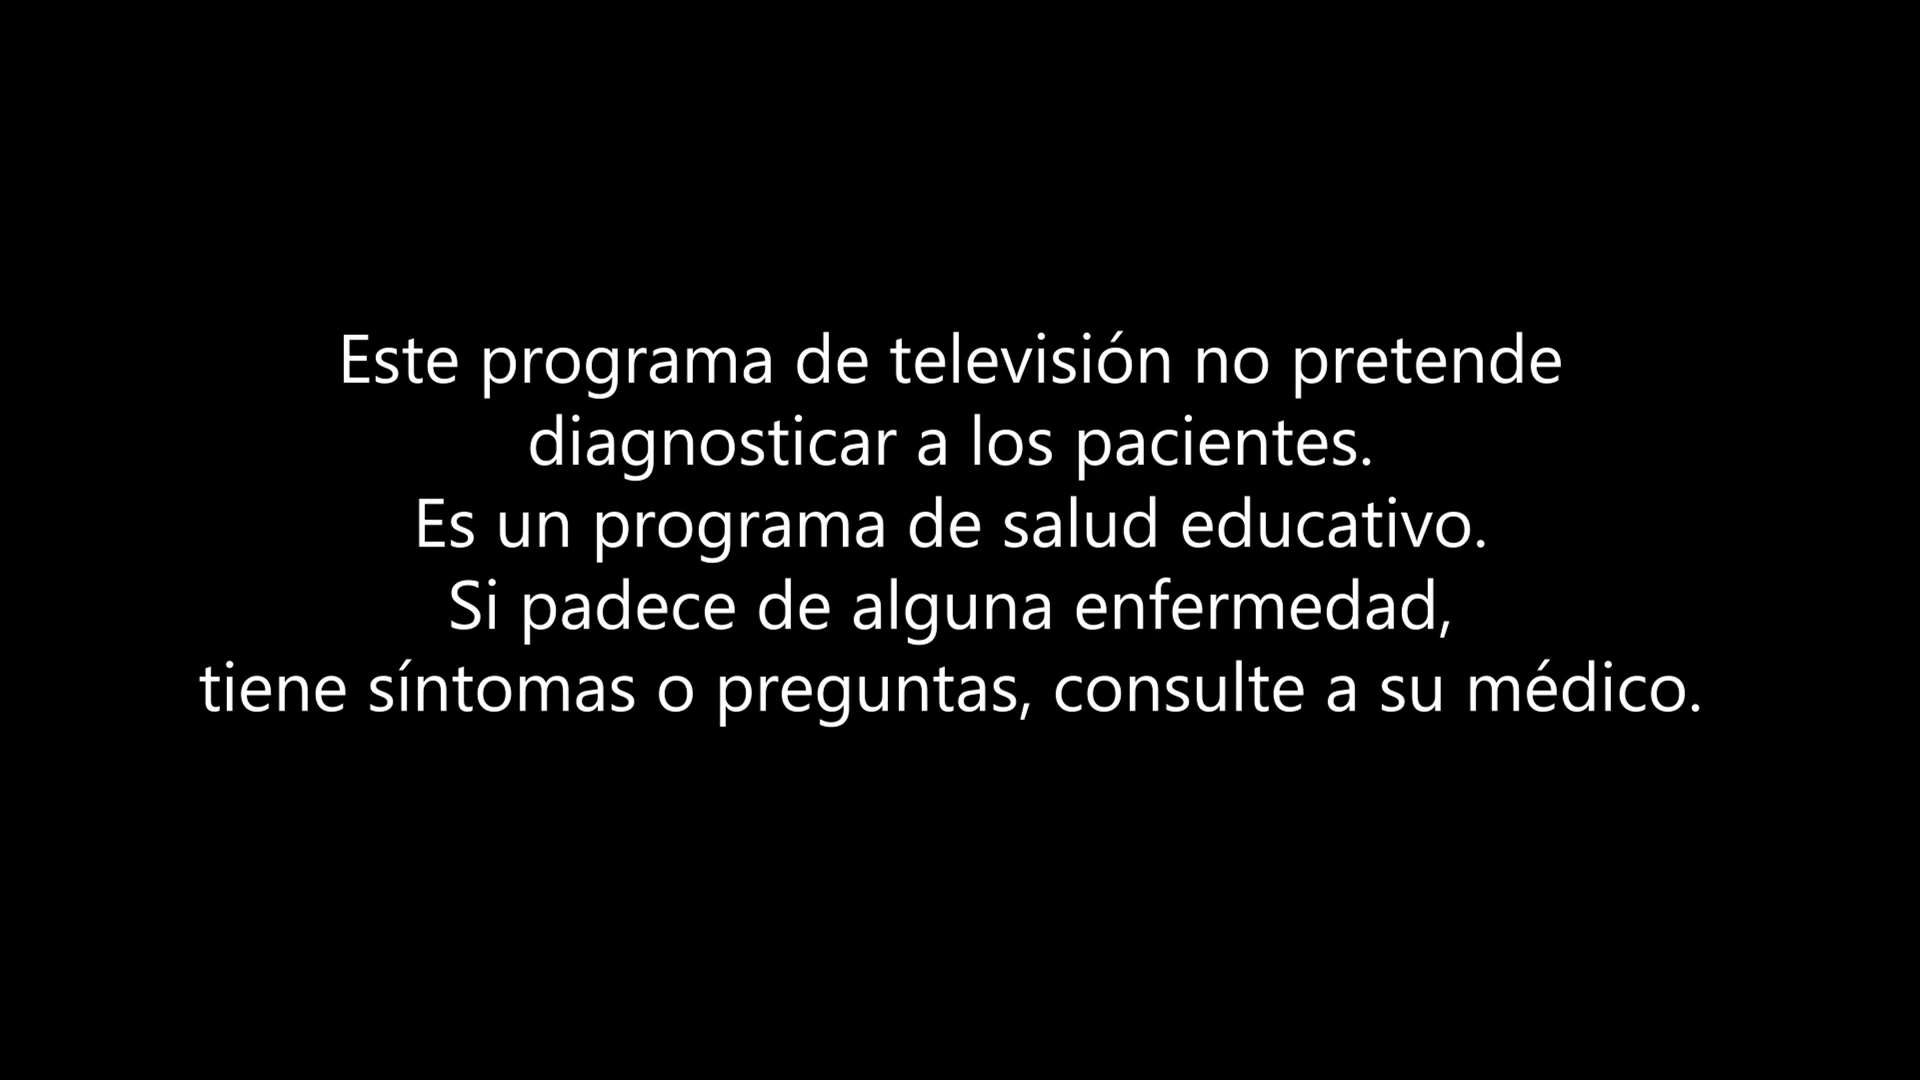 Este programa de televisión no pretende
diagnosticar a los pacientes.
Es un programa de salud educativo.
Si padece de alguna enfermedad,
tiene síntomas o preguntas, consulte a su médico.